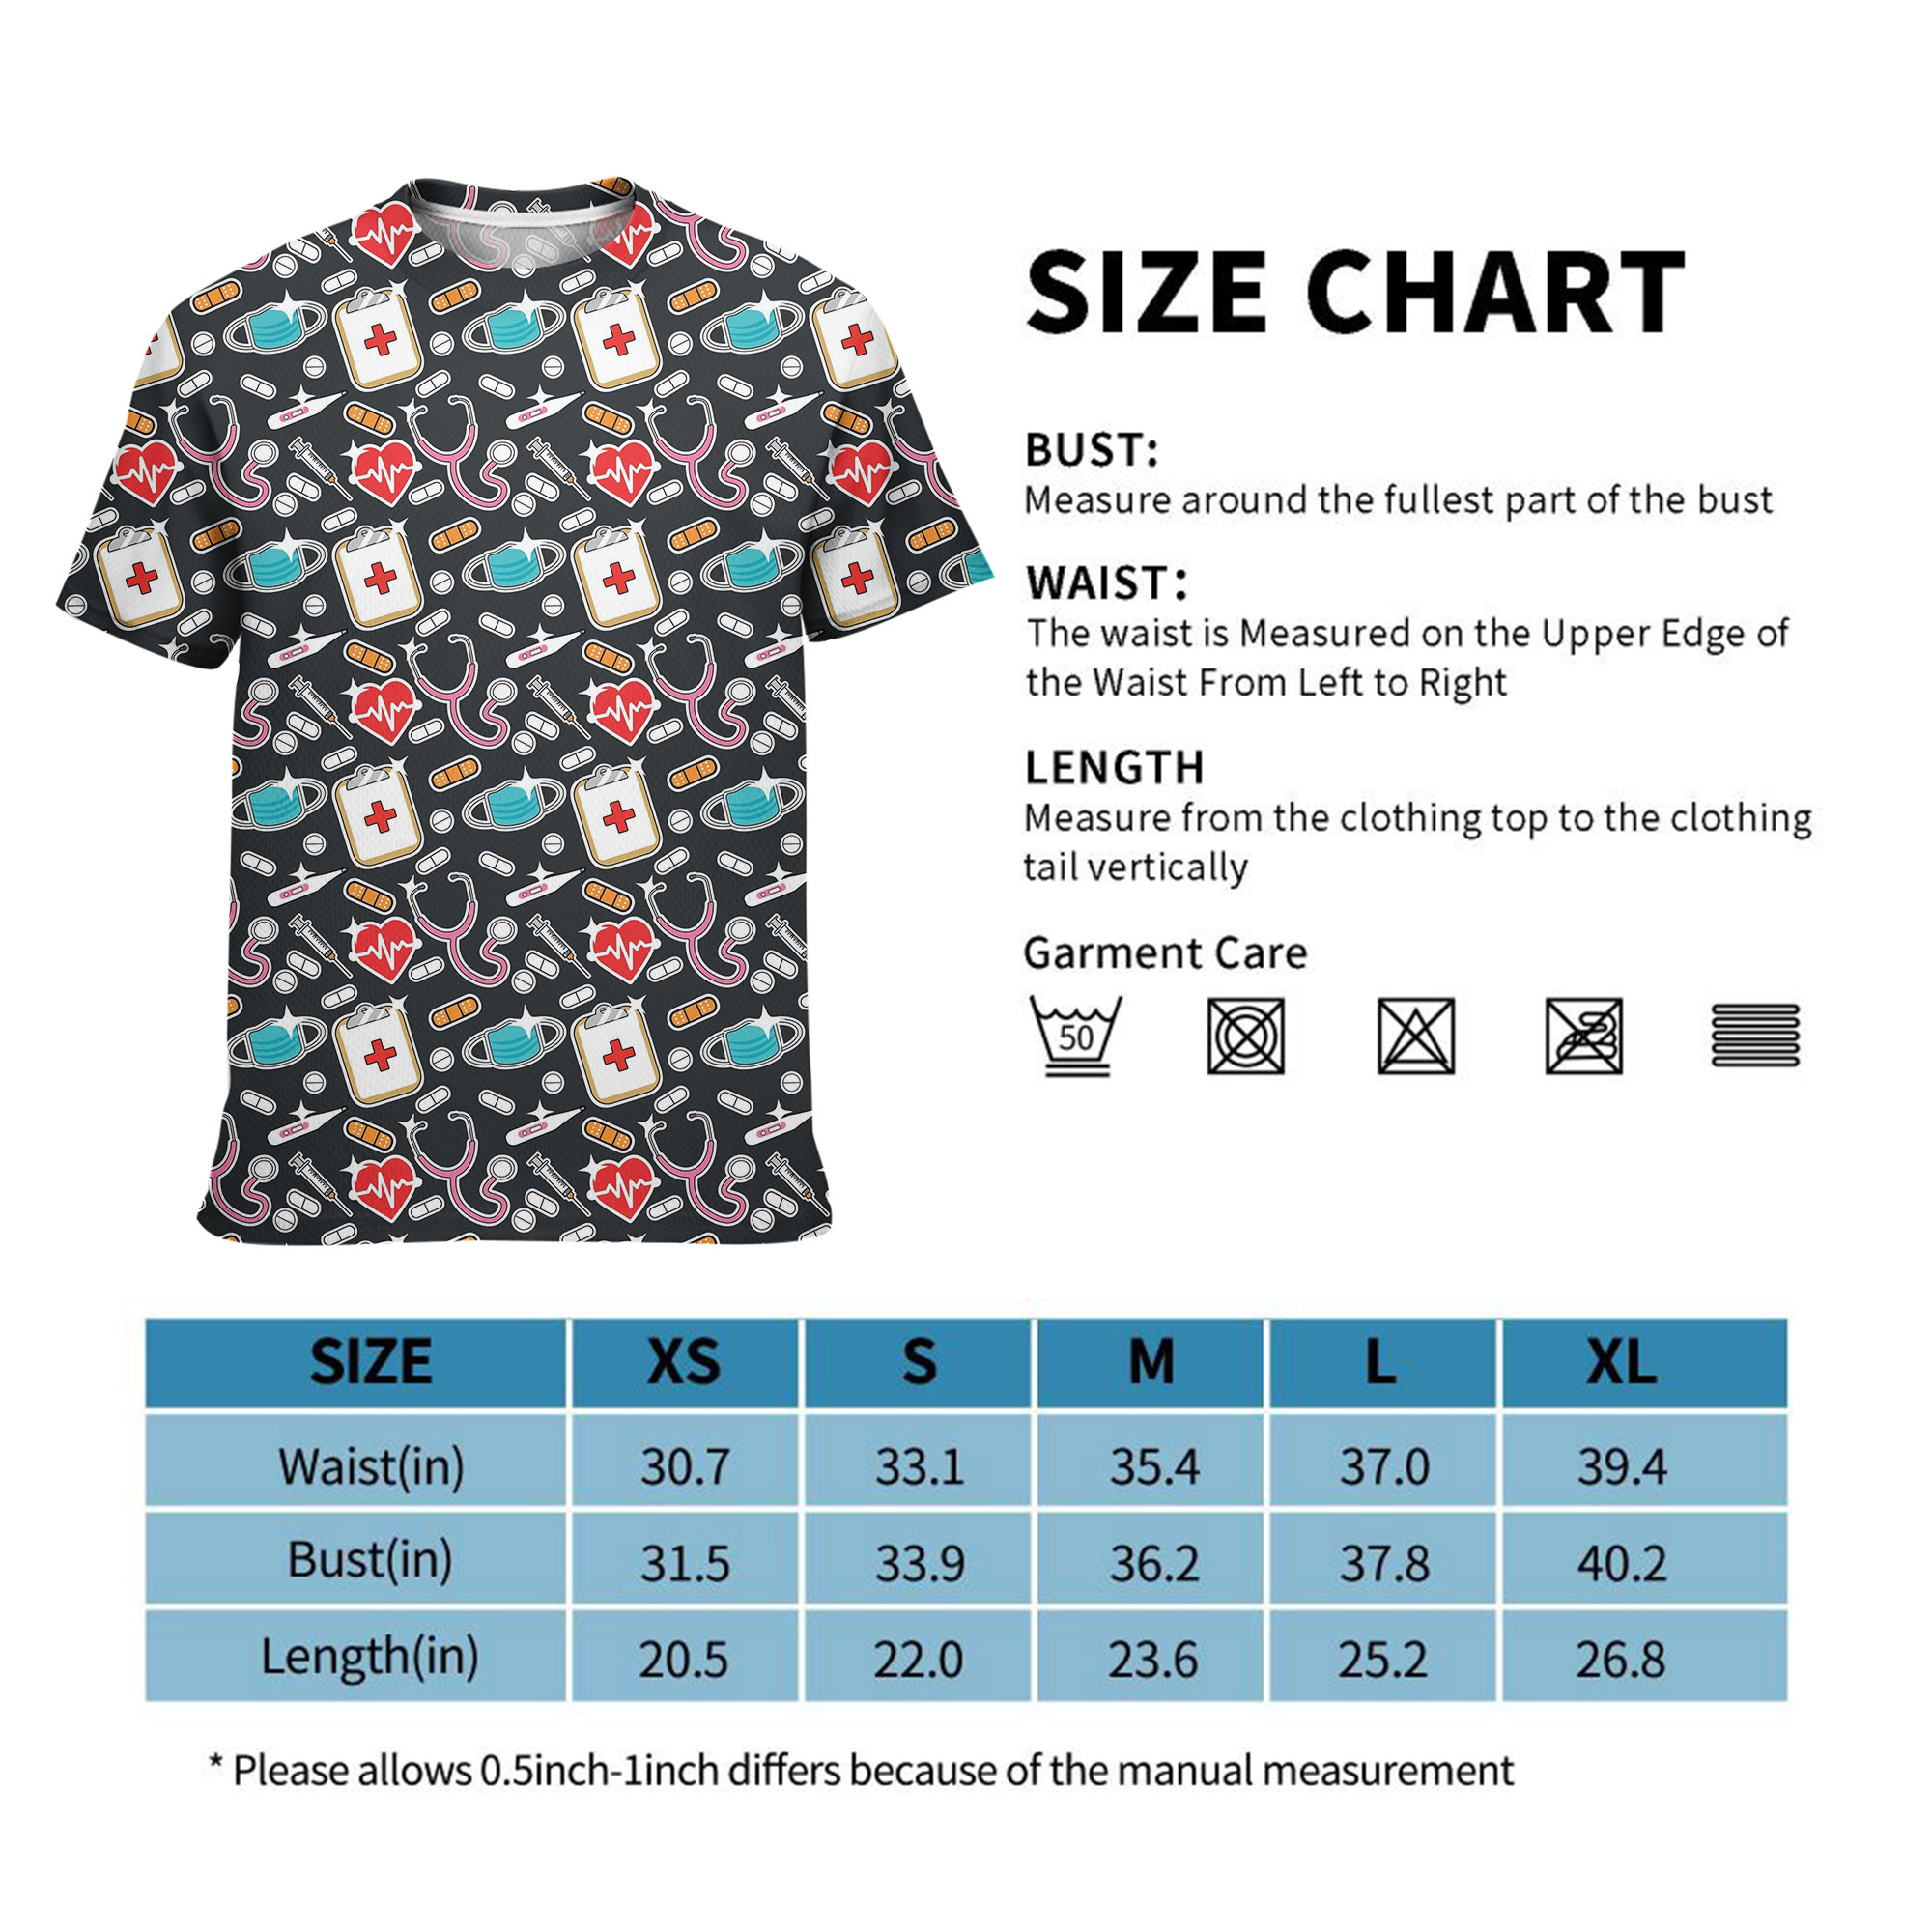 SIZE CHART
BUST:
Measure around the fullest part of the bust
WAIST:
The waist is Measured on the Upper Edge of
the Waist From Left to Right
LENGTH
Measure from the clothing top to the clothing
tail vertically
Garment Care
50
SIZE XS S M L XL
Waist(in) 30.7 33.1 35.4 37.0 39.4
Bust(in) 31.5 33.9 36.2 37.8 40.2
Length(in) 20.5 22.0 23.6 25.2 26.8
* Please allows 0.5inch-1inch differs because of the manual measurement